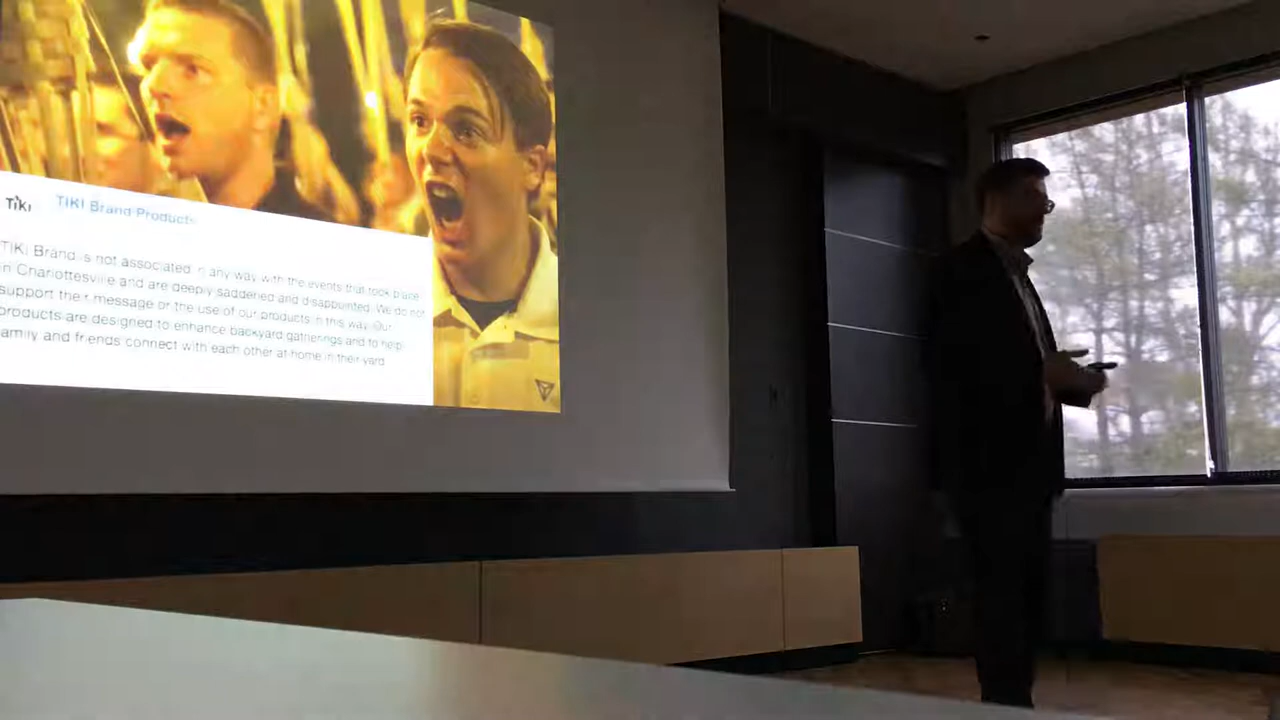 TIKI
TIKI Brand Products
TIKI Brand is not associated in any way with the events that took place
in Charlottesville and are deeply saddened and disappointed. We do not
support their message or the use of our products in this way. Our
products are designed to enhance backyard gatherings and to help
family and friends connect with each other at home in their yard